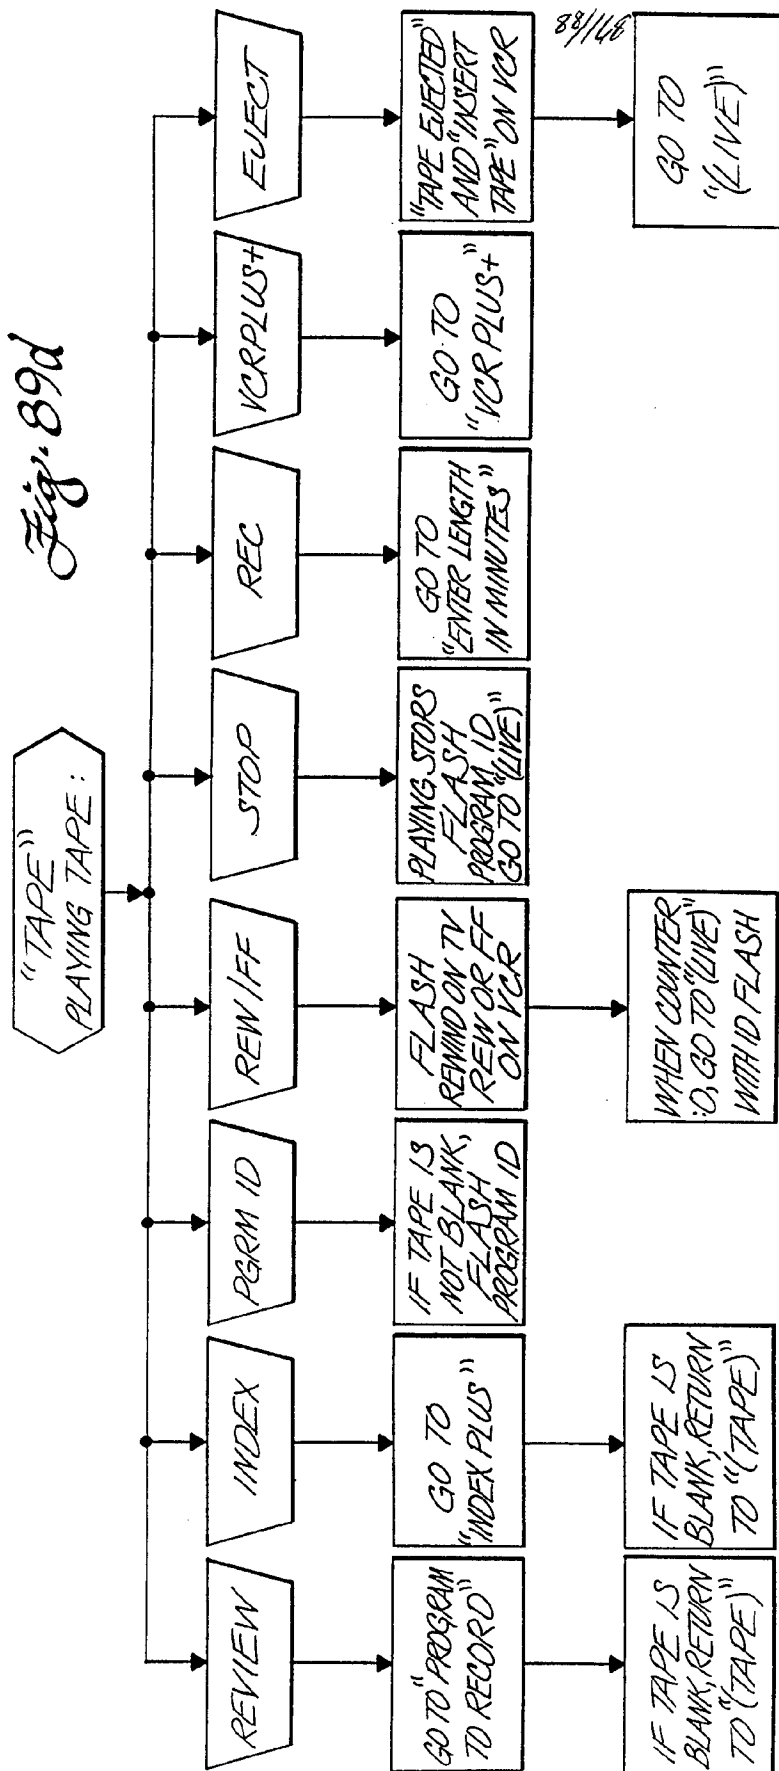 Fig. 89d
88/148
"TAPE"
PLAYING TAPE:
REVIEW
INDEX
PGRM ID
REW/FF
STOP
REC
VCRPLUS+
EJECT
GO TO "PROGRAM
TO RECORD"
GO TO
"INDEX PLUS"
IF TAPE IS
NOT BLANK,
FLASH
PROGRAM ID
FLASH
REWIND ON TV
REW OR FF
ON VCR
PLAYING STORS
FLASH
PROGRAM ID
GO TO "(LIVE)"
GO TO
"ENTER LENGTH
IN MINUTES"
GO TO
"VCR PLUS+"
"TAPE EJECTED"
AND "INSERT
TAPE" ON VCR
IF TAPE IS
BLANK, RETURN
TO "(TAPE)"
IF TAPE IS
BLANK, RETURN
TO "(TAPE)"
WHEN COUNTER
:0, GO TO "(LIVE)"
WITH ID FLASH
GO TO
"(LIVE)"